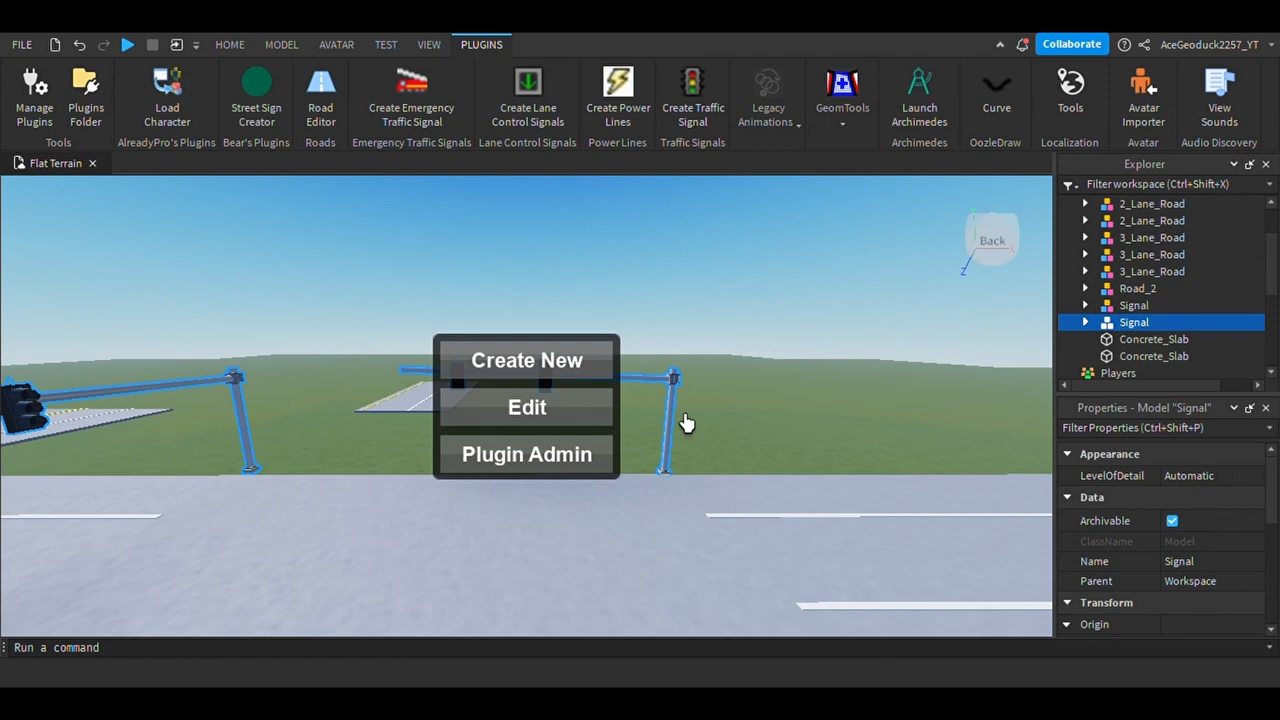 FILE
HOME
MODEL
AVATAR
TEST
VIEW
PLUGINS
Collaborate
AceGeoduck2257_YT
Manage Plugins
Plugins Folder
Load Character
Street Sign Creator
Road Editor
Create Emergency Traffic Signal
Create Lane Control Signals
Create Power Lines
Create Traffic Signal
Legacy Animations
GeomTools
Launch Archimedes
Curve
Tools
Avatar Importer
View Sounds
Tools
AlreadyPro's Plugins
Bear's Plugins
Roads
Emergency Traffic Signals
Lane Control Signals
Power Lines
Traffic Signals
Archimedes
OozleDraw
Localization
Avatar
Audio Discovery
Flat Terrain
Back
X
Y
Z
Create New
Edit
Plugin Admin
Explorer
Filter workspace (Ctrl+Shift+X)
2_Lane_Road
2_Lane_Road
3_Lane_Road
3_Lane_Road
3_Lane_Road
Road_2
Signal
Signal
Concrete_Slab
Concrete_Slab
Players
Properties - Model "Signal"
Filter Properties (Ctrl+Shift+P)
Appearance
LevelOfDetail Automatic
Data
Archivable
ClassName Model
Name Signal
Parent Workspace
Transform
Origin
Run a command